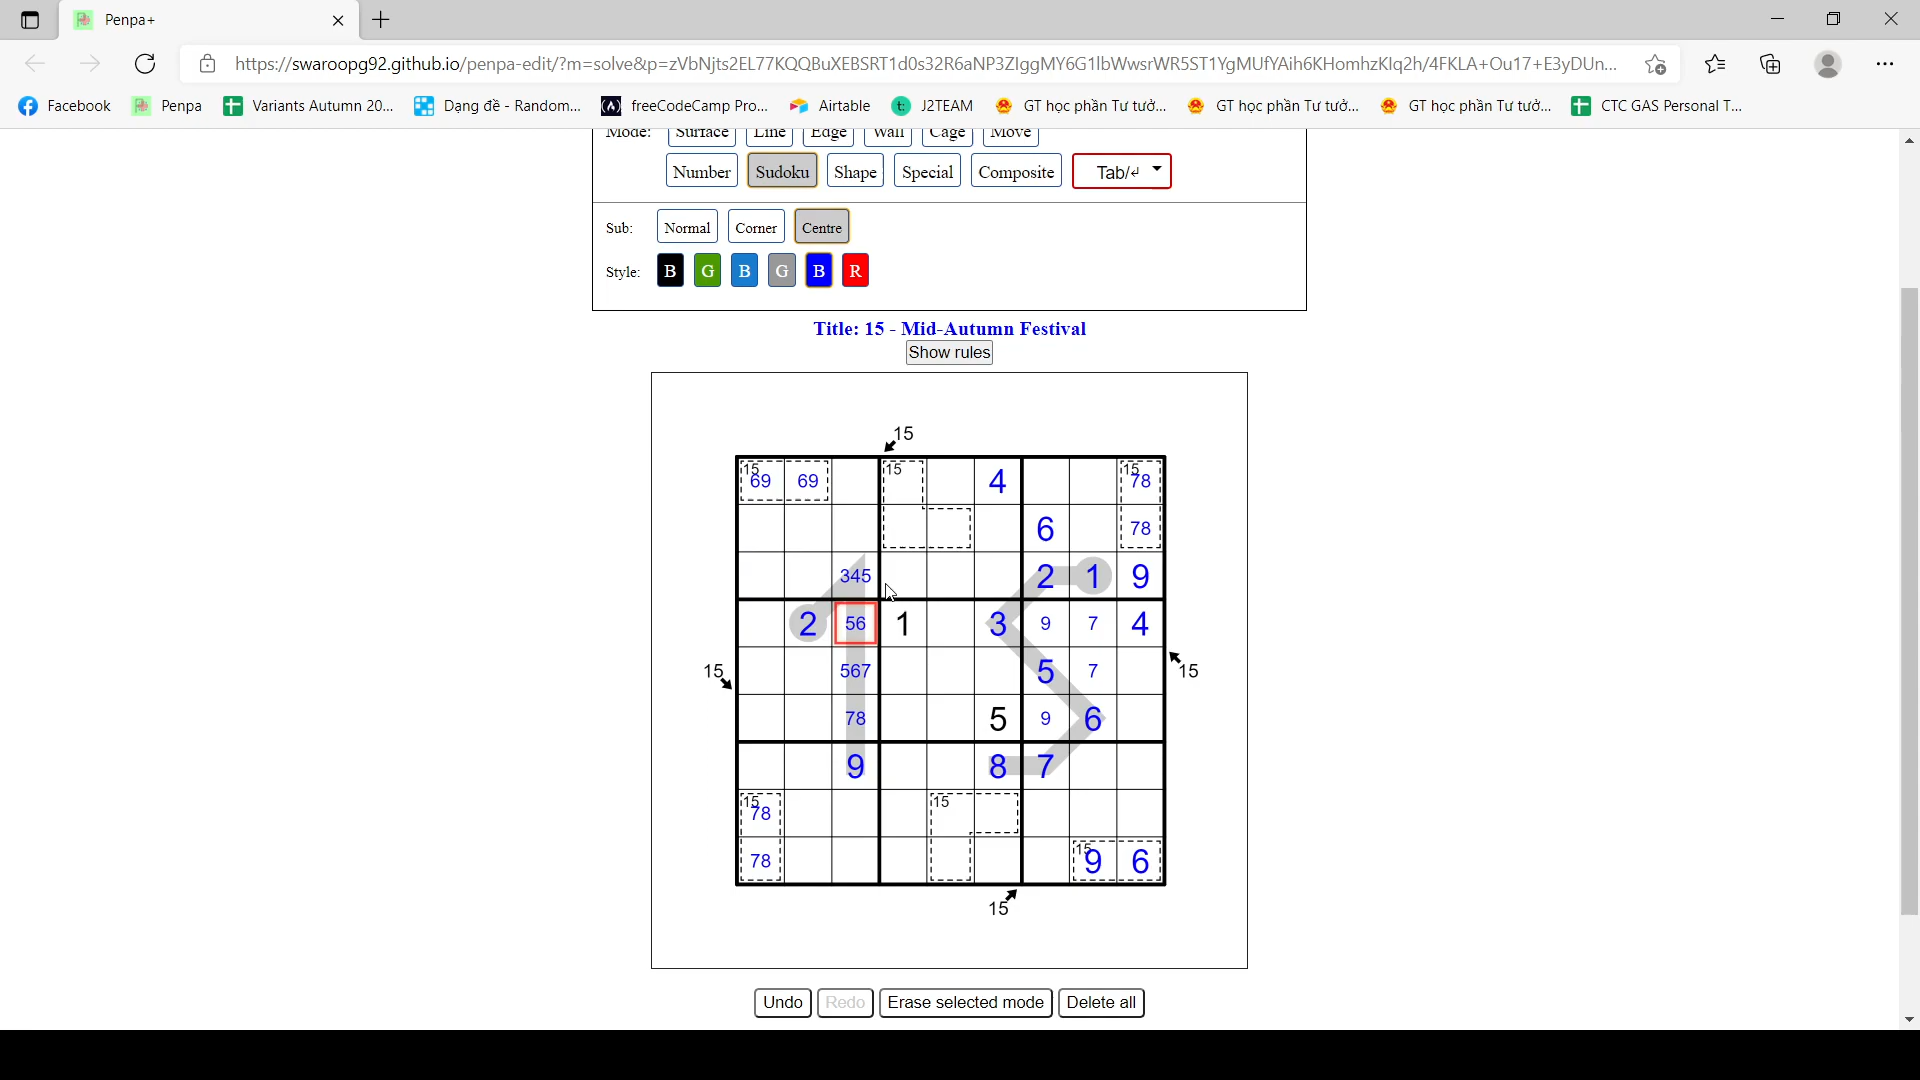 Penpa+
https://swaroopg92.github.io/penpa-edit/?m=solve&p=zVbNjts2EL77KQQBuXEBSRT1d0s32R6aNP3ZIggMY6G1lbWwsrWR5ST1YgMUfYAih6KHomhzKIq2h/4FKLA+Ou17+E3yDUn...
Facebook Penpa Variants Autumn 20... Dạng đề - Random... freeCodeCamp Pro... Airtable J2TEAM GT học phần Tư tưở... GT học phần Tư tưở... GT học phần Tư tưở... CTC GAS Personal T...
Mode: Surface Line Edge Wall Cage Move
Number Sudoku Shape Special Composite Tab/↲
Sub: Normal Corner Centre
Style: B G B G B R
Title: 15 - Mid-Autumn Festival
Show rules
15
15 69 69 15 4 15 78
6 78
345 2 1 9
2 56 1 3 9 7 4
15 567 5 7 15
78 5 9 6
9 8 7
15 78 15
78 15 9 6
15
Undo Redo Erase selected mode Delete all